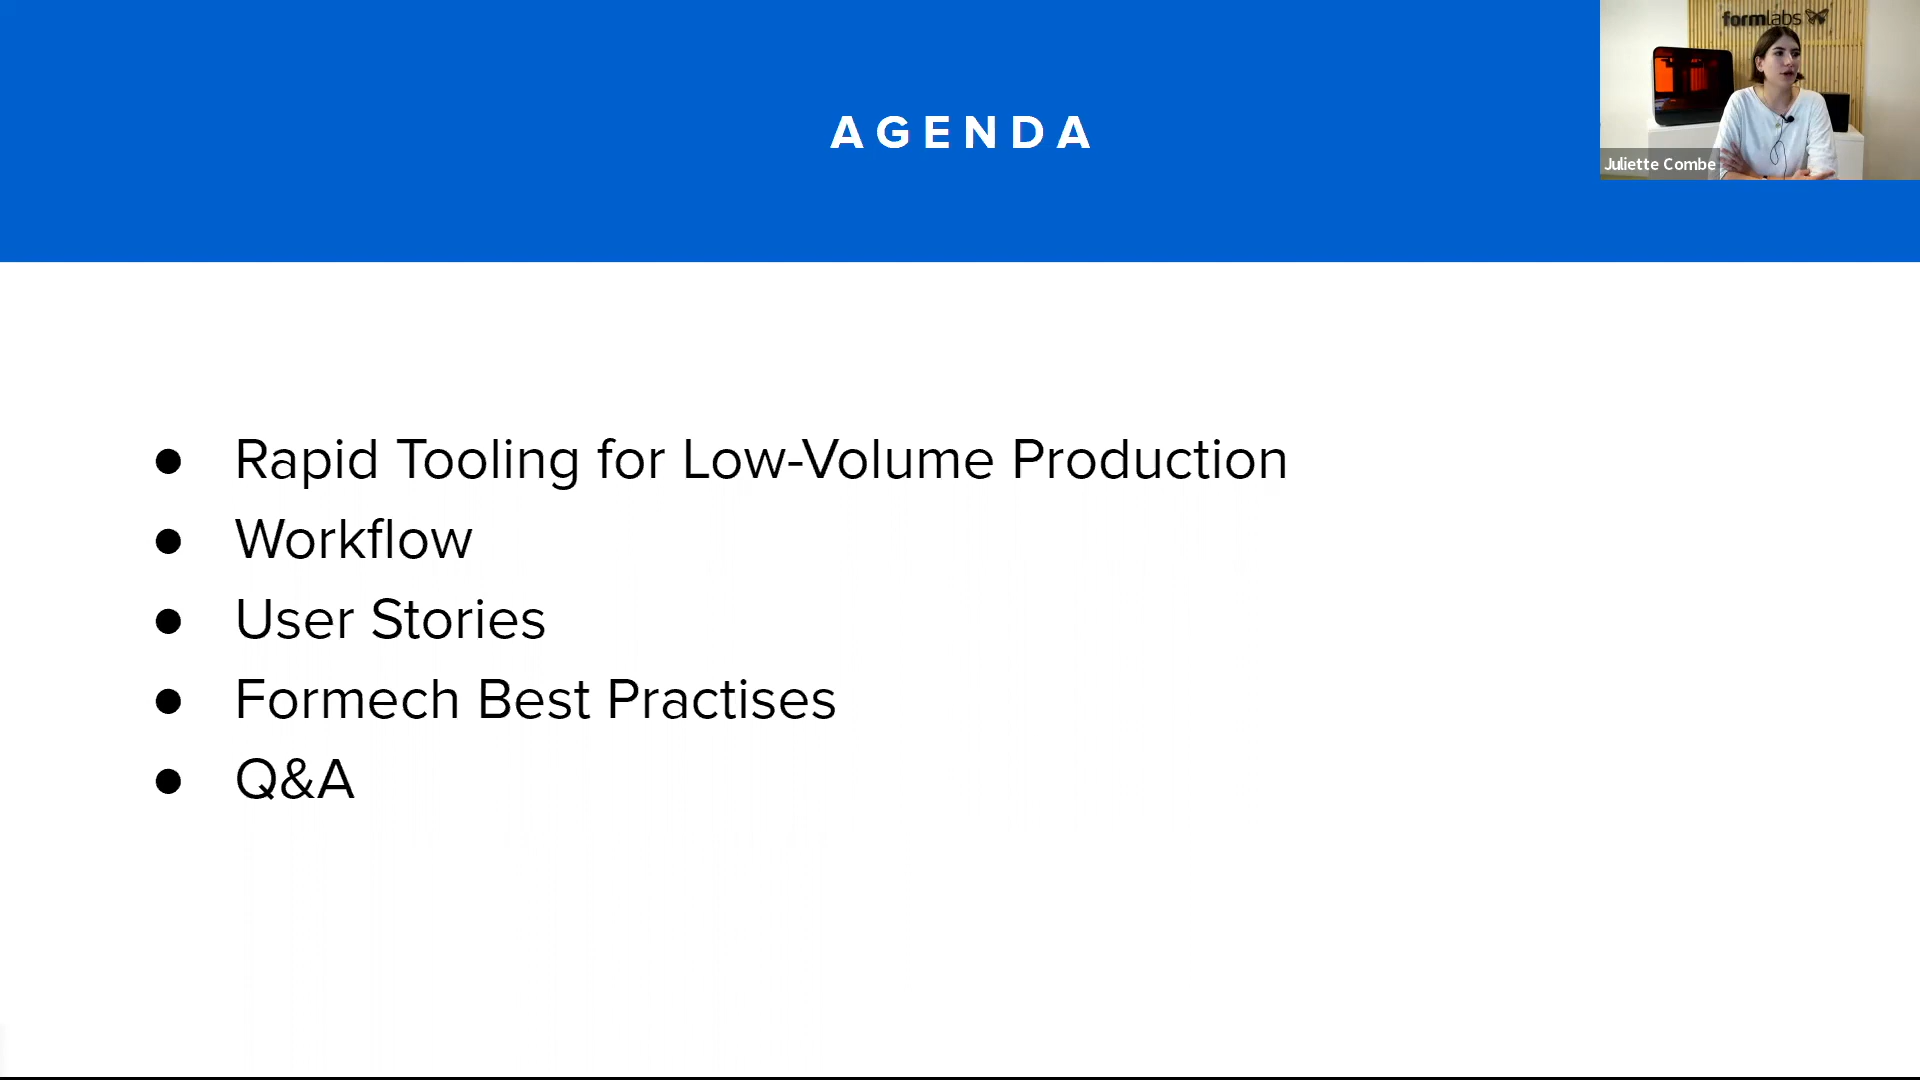 AGENDA
formlabs
Juliette Combe
● Rapid Tooling for Low-Volume Production
● Workflow
● User Stories
● Formech Best Practises
● Q&A